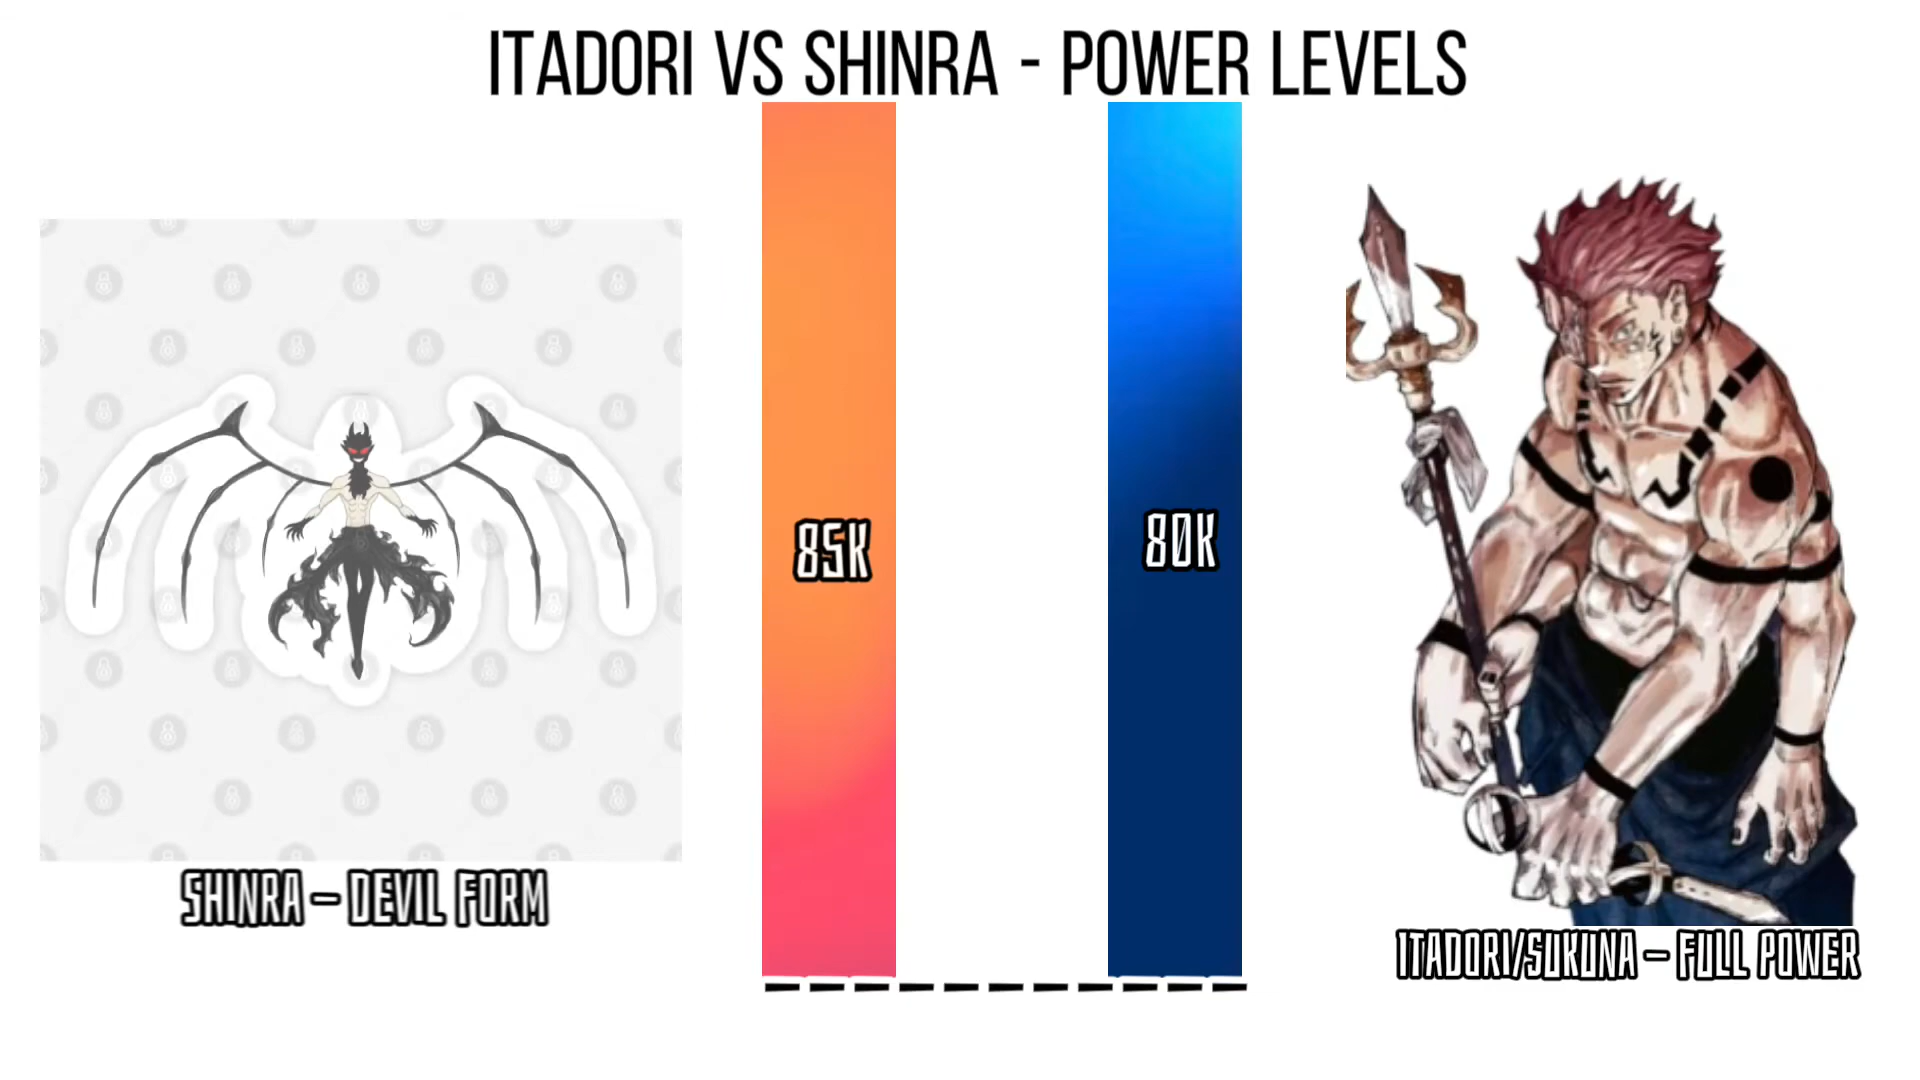 ITADORI VS SHINRA - POWER LEVELS
85K
80K
SHINRA - DEVIL FORM
ITADORI/SUKUNA - FULL POWER